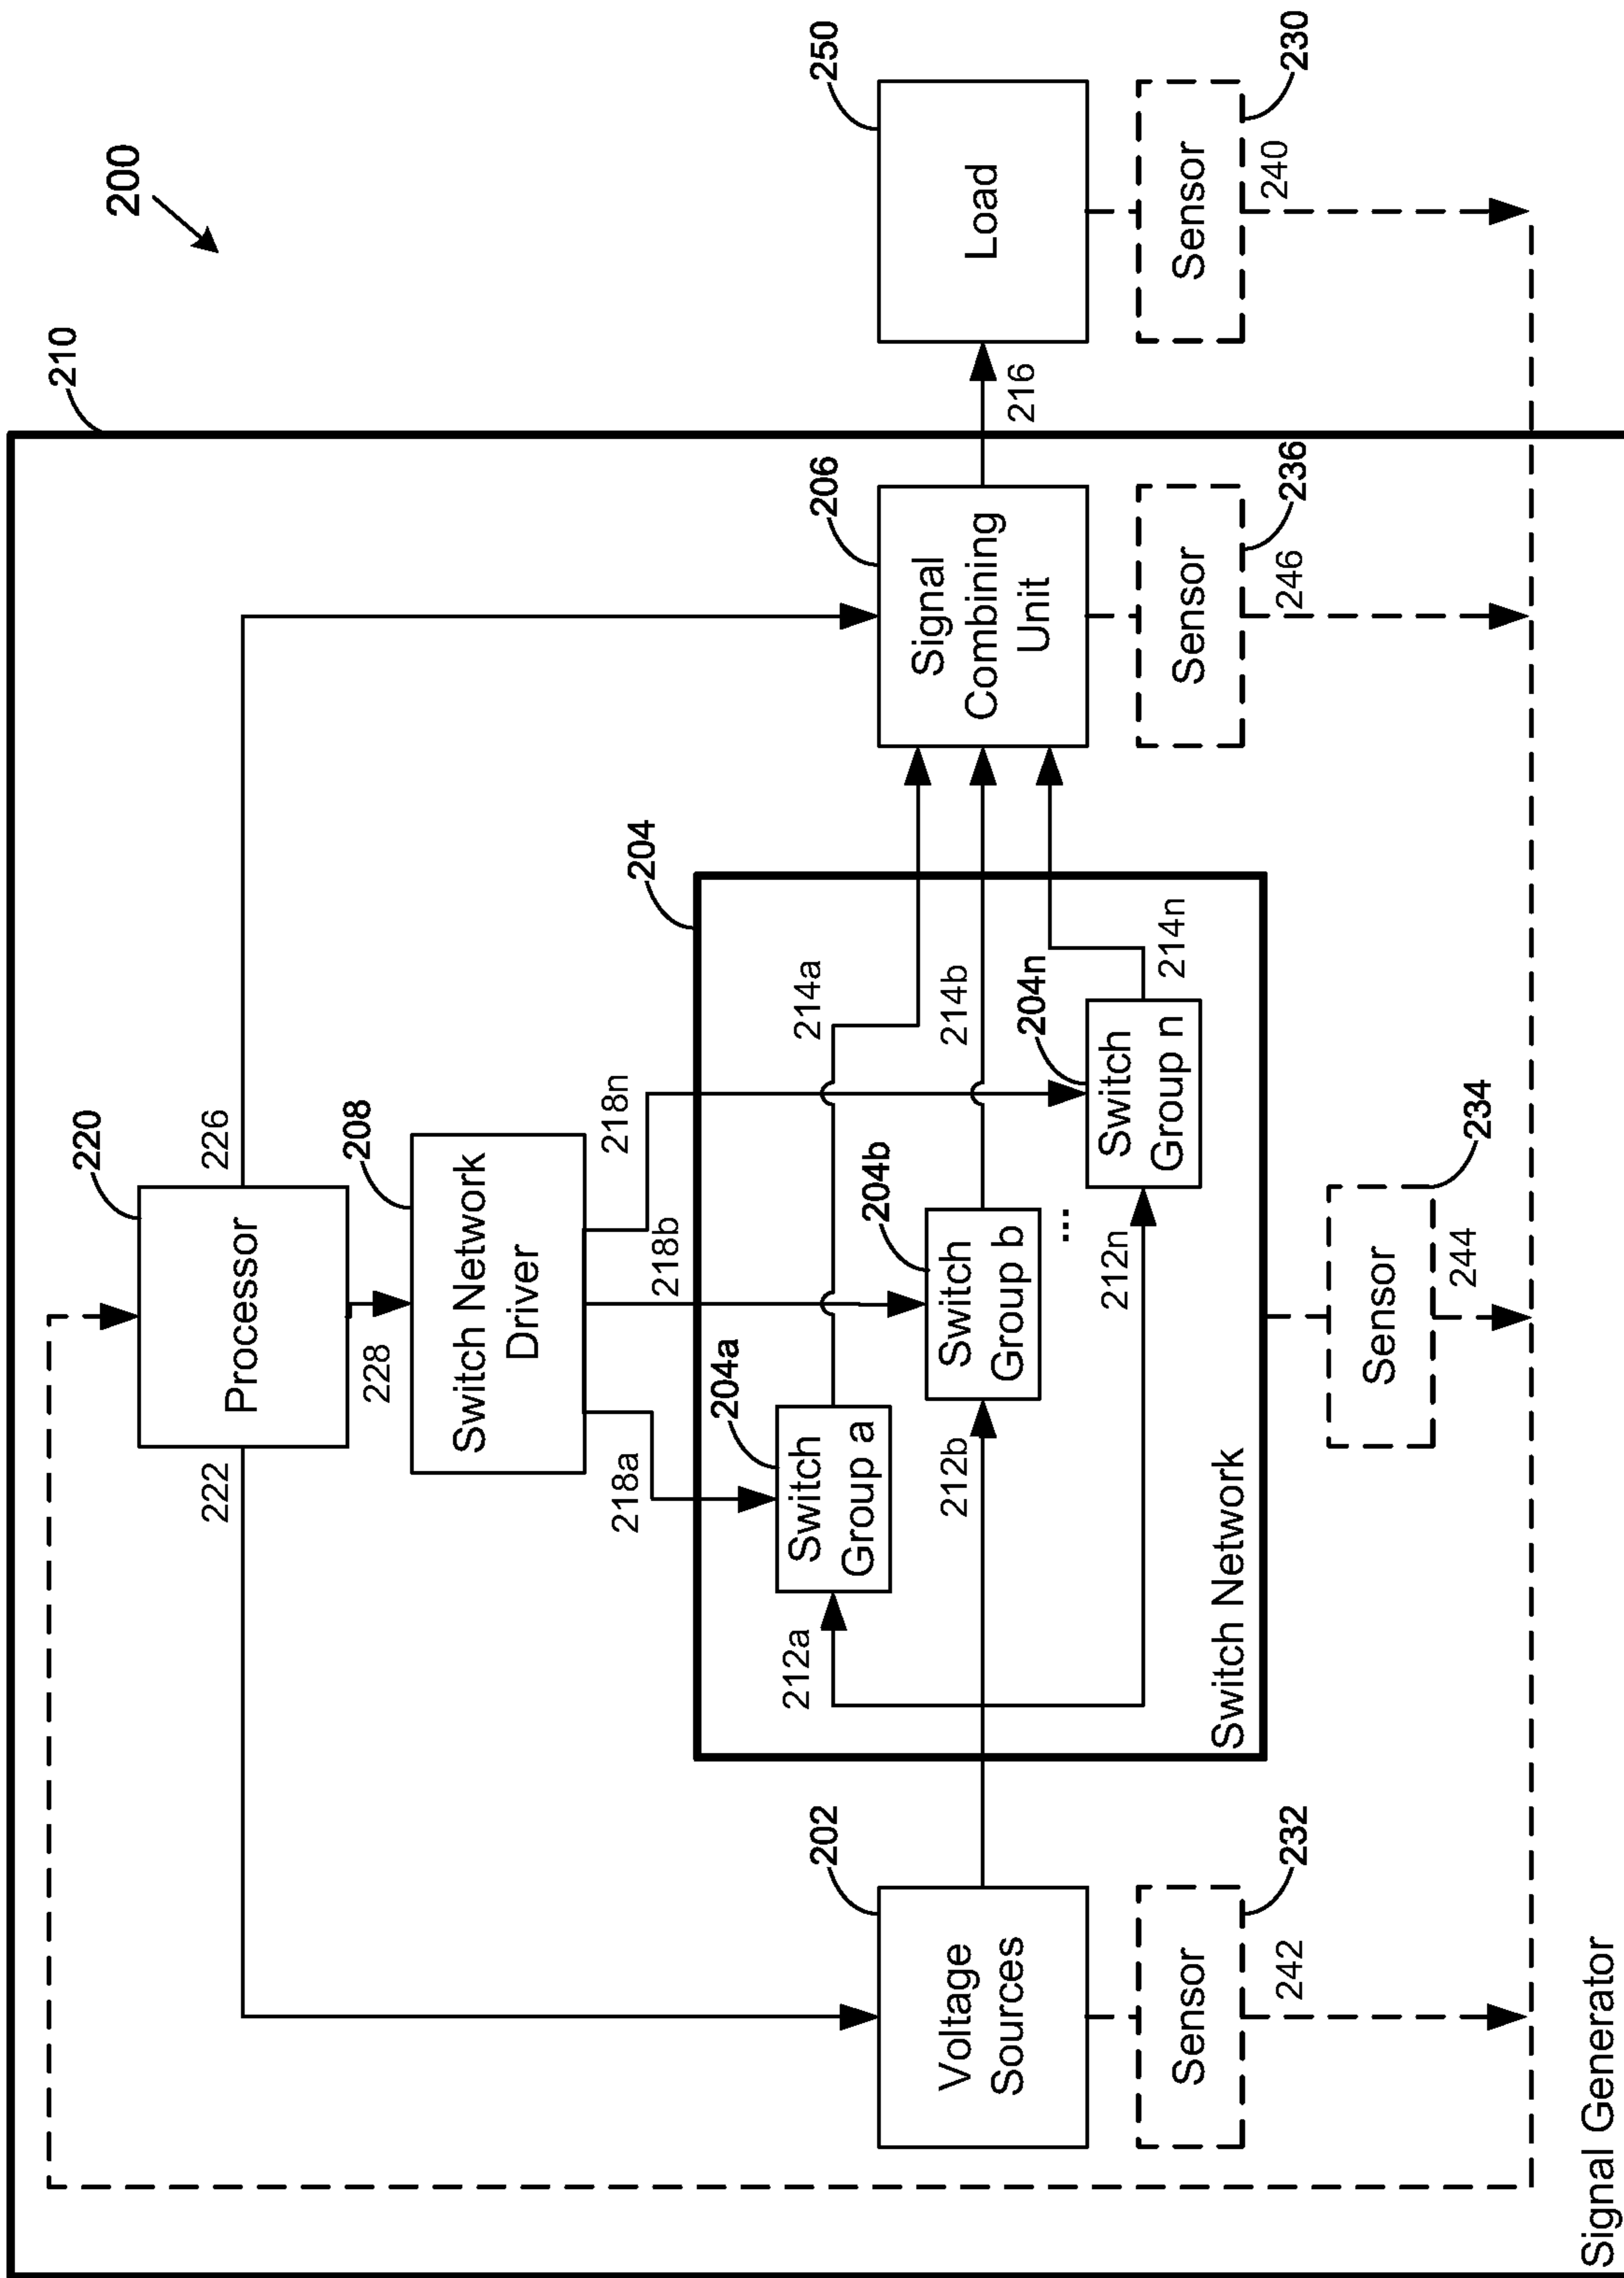 200
210
220
Processor
222
226
228
208
Switch Network
Driver
218a
218b
218n
204
204a
Switch
Group a
212a
214a
204b
Switch
Group b
212b
214b
...
204n
Switch
Group n
212n
214n
Switch Network
202
Voltage
Sources
206
Signal
Combining
Unit
216
250
Load
232
Sensor
242
234
Sensor
244
236
Sensor
246
230
Sensor
240
Signal Generator